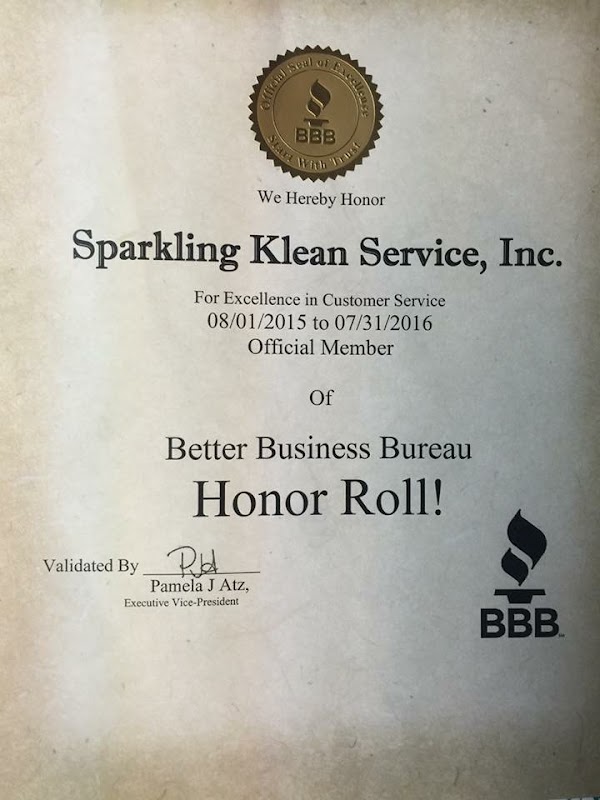 Official Seal of Excellence
BBB
Start With Trust
We Hereby Honor
Sparkling Klean Service, Inc.
For Excellence in Customer Service
08/01/2015 to 07/31/2016
Official Member
Of
Better Business Bureau
Honor Roll!
Validated By
Pamela J Atz,
Executive Vice-President
BBB